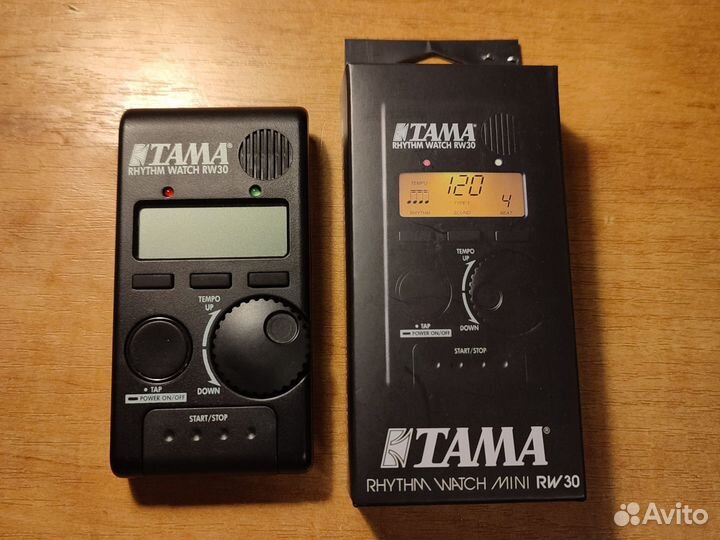 TAMA®
RHYTHM WATCH RW30
TEMPO
UP
DOWN
• TAP
POWER ON/OFF
START/STOP
TAMA®
RHYTHM WATCH RW30
TEMPO
120
4
RHYTHM SOUND BEAT
TEMPO
UP
DOWN
• TAP
POWER ON/OFF
START/STOP
TAMA®
RHYTHM WATCH MINI RW30
Avito